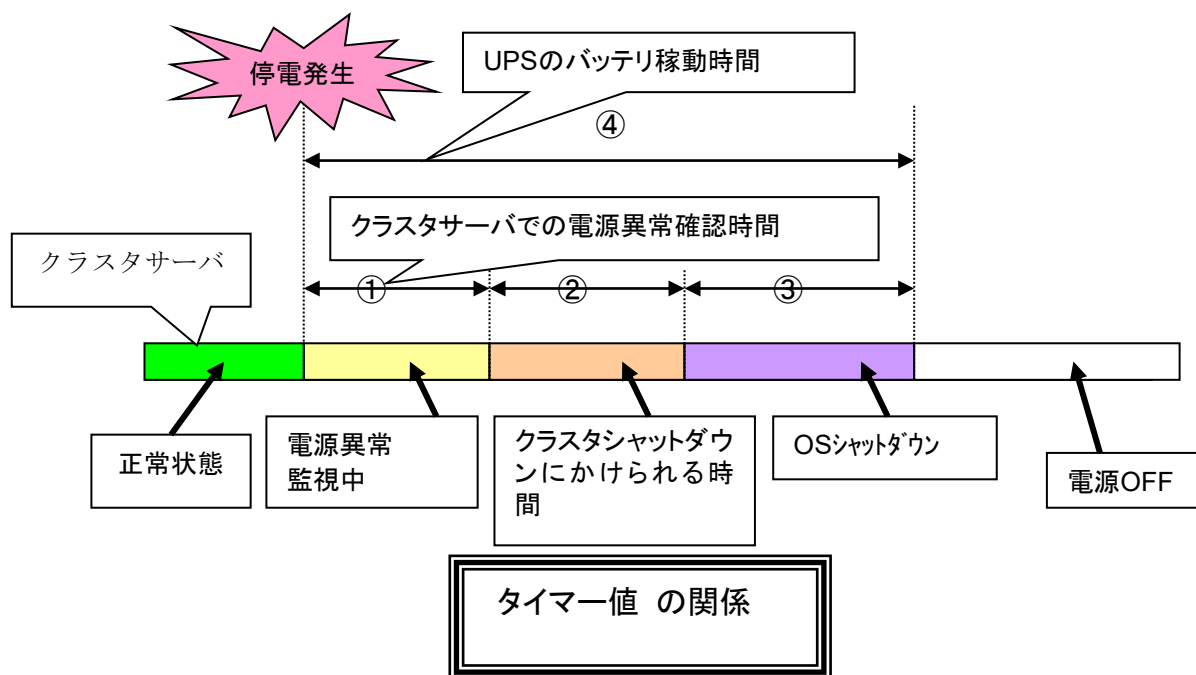 停電発生
UPSのバッテリ稼動時間
④
クラスタサーバでの電源異常確認時間
クラスタサーバ
①
②
③
正常状態
電源異常
監視中
クラスタシャットダウ
ンにかけられる時
間
OSｼｬｯﾄﾀﾞｳﾝ
電源OFF
タイマー値 の関係